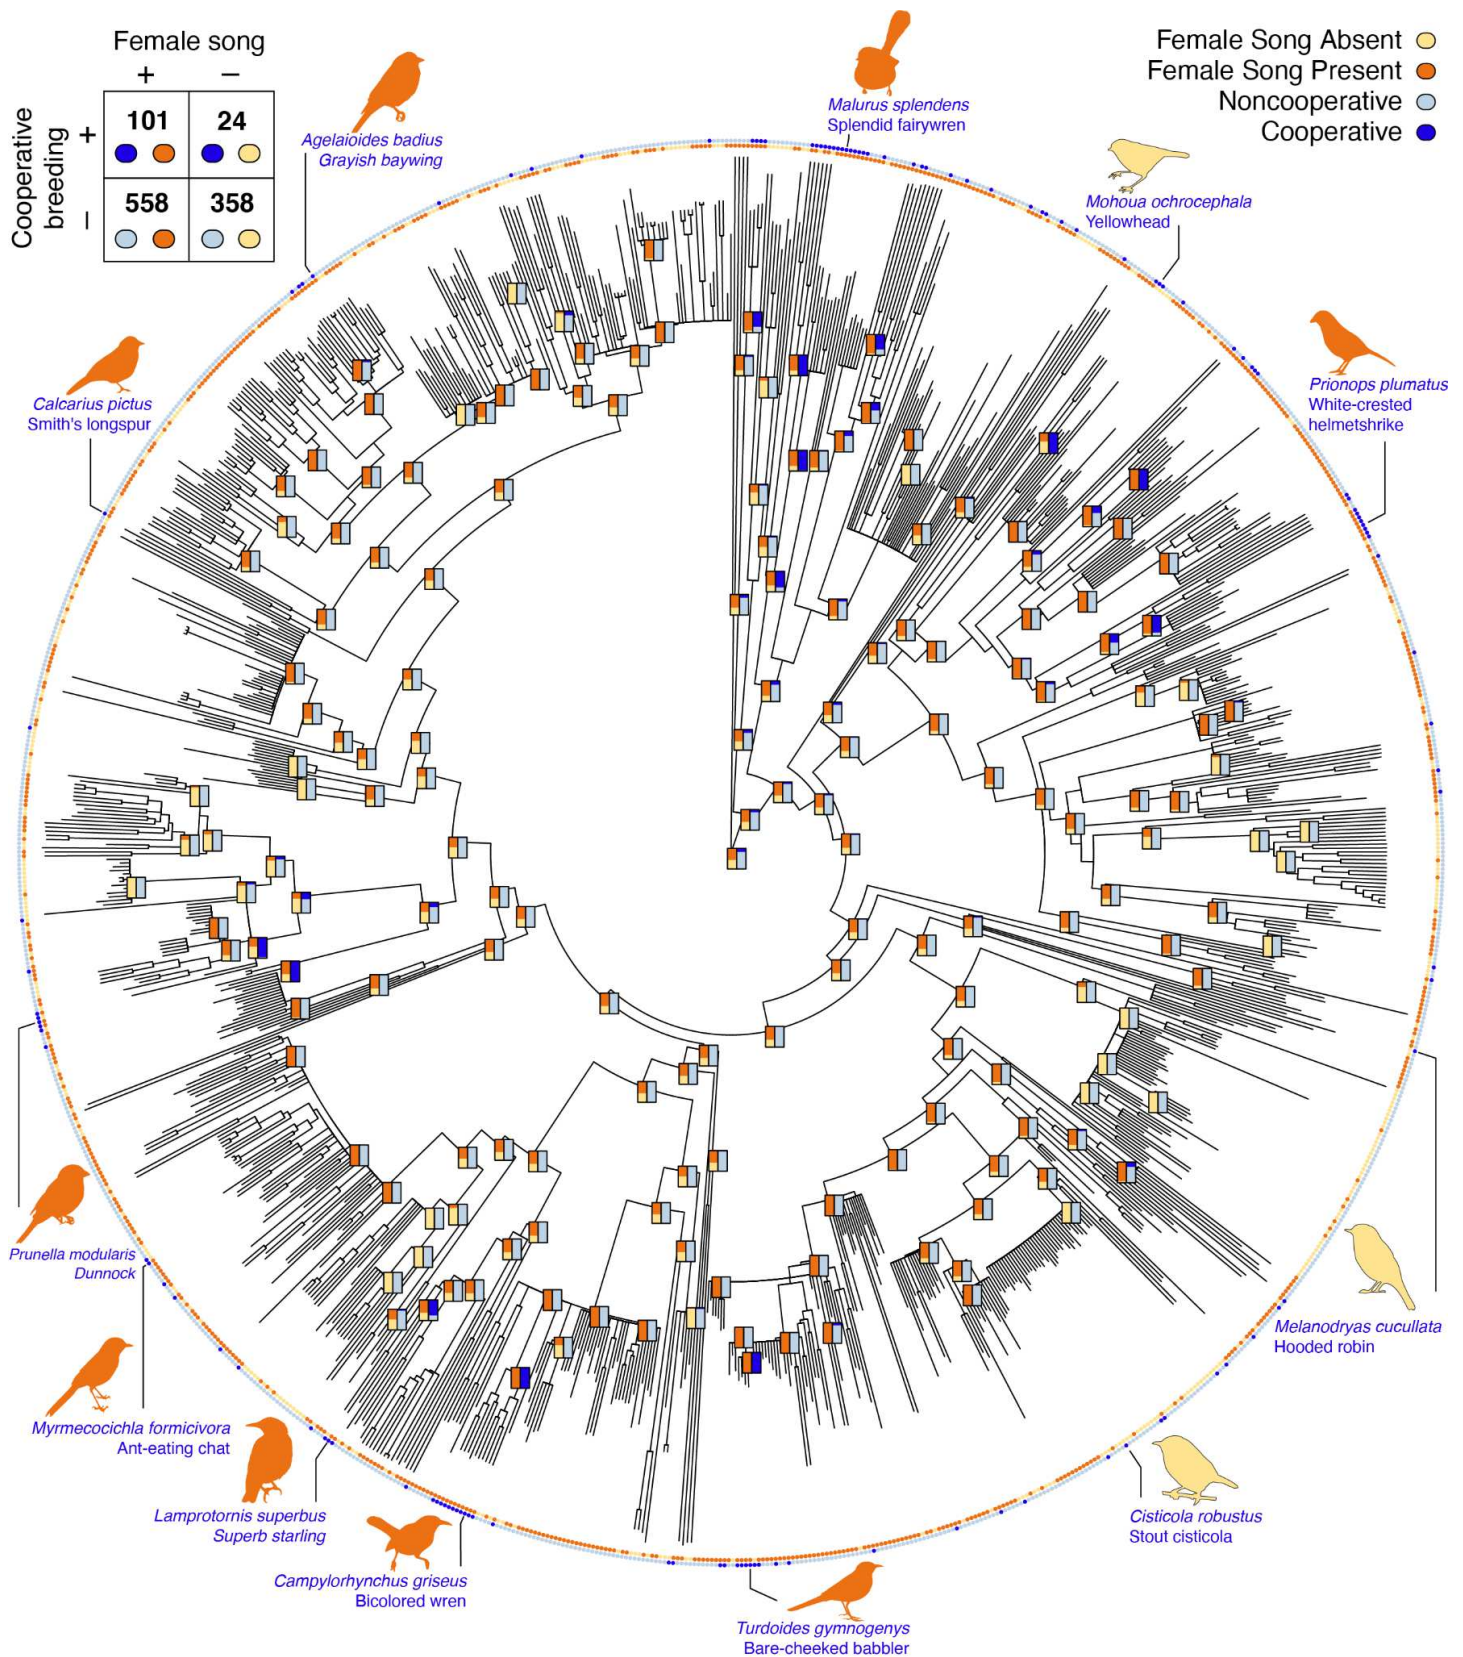 Female song
+ −
Cooperative
breeding
+
−
101 24
558 358
Female Song Absent
Female Song Present
Noncooperative
Cooperative
Agelaioides badius
Grayish baywing
Malurus splendens
Splendid fairywren
Mohoua ochrocephala
Yellowhead
Prionops plumatus
White-crested
helmetshrike
Calcarius pictus
Smith's longspur
Prunella modularis
Dunnock
Melanodryas cucullata
Hooded robin
Myrmecocichla formicivora
Ant-eating chat
Lamprotornis superbus
Superb starling
Cisticola robustus
Stout cisticola
Campylorhynchus griseus
Bicolored wren
Turdoides gymnogenys
Bare-cheeked babbler